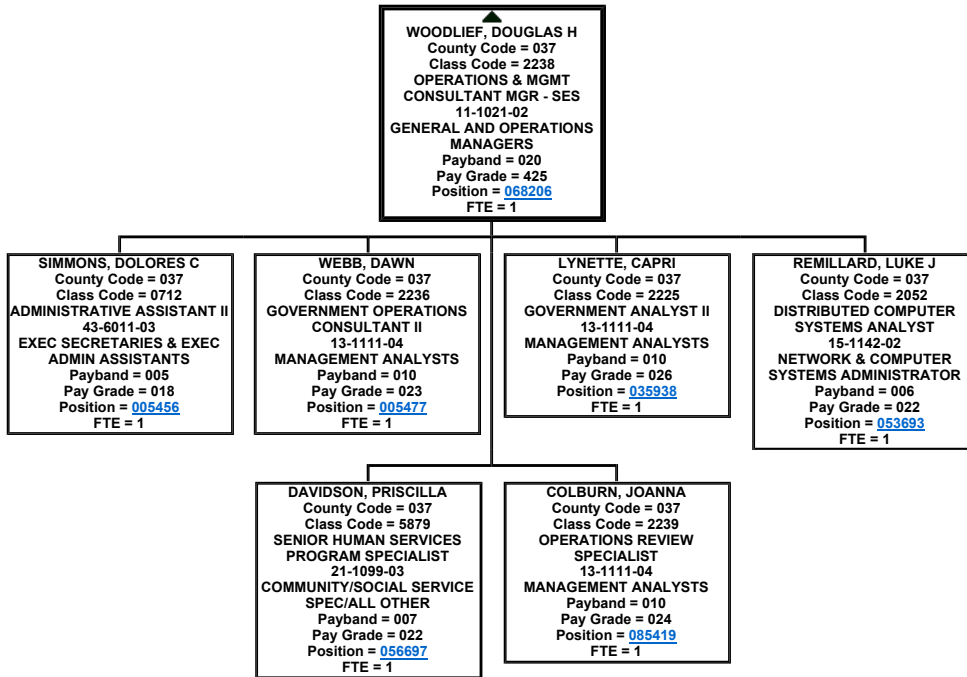 WOODLIEF, DOUGLAS H
County Code = 037
Class Code = 2238
OPERATIONS & MGMT
CONSULTANT MGR - SES
11-1021-02
GENERAL AND OPERATIONS
MANAGERS
Payband = 020
Pay Grade = 425
Position = 068206
FTE = 1
SIMMONS, DOLORES C
County Code = 037
Class Code = 0712
ADMINISTRATIVE ASSISTANT II
43-6011-03
EXEC SECRETARIES & EXEC
ADMIN ASSISTANTS
Payband = 005
Pay Grade = 018
Position = 005456
FTE = 1
WEBB, DAWN
County Code = 037
Class Code = 2236
GOVERNMENT OPERATIONS
CONSULTANT II
13-1111-04
MANAGEMENT ANALYSTS
Payband = 010
Pay Grade = 023
Position = 005477
FTE = 1
LYNETTE, CAPRI
County Code = 037
Class Code = 2225
GOVERNMENT ANALYST II
13-1111-04
MANAGEMENT ANALYSTS
Payband = 010
Pay Grade = 026
Position = 035938
FTE = 1
REMILLARD, LUKE J
County Code = 037
Class Code = 2052
DISTRIBUTED COMPUTER
SYSTEMS ANALYST
15-1142-02
NETWORK & COMPUTER
SYSTEMS ADMINISTRATOR
Payband = 006
Pay Grade = 022
Position = 053693
FTE = 1
DAVIDSON, PRISCILLA
County Code = 037
Class Code = 5879
SENIOR HUMAN SERVICES
PROGRAM SPECIALIST
21-1099-03
COMMUNITY/SOCIAL SERVICE
SPEC/ALL OTHER
Payband = 007
Pay Grade = 022
Position = 056697
FTE = 1
COLBURN, JOANNA
County Code = 037
Class Code = 2239
OPERATIONS REVIEW
SPECIALIST
13-1111-04
MANAGEMENT ANALYSTS
Payband = 010
Pay Grade = 024
Position = 085419
FTE = 1